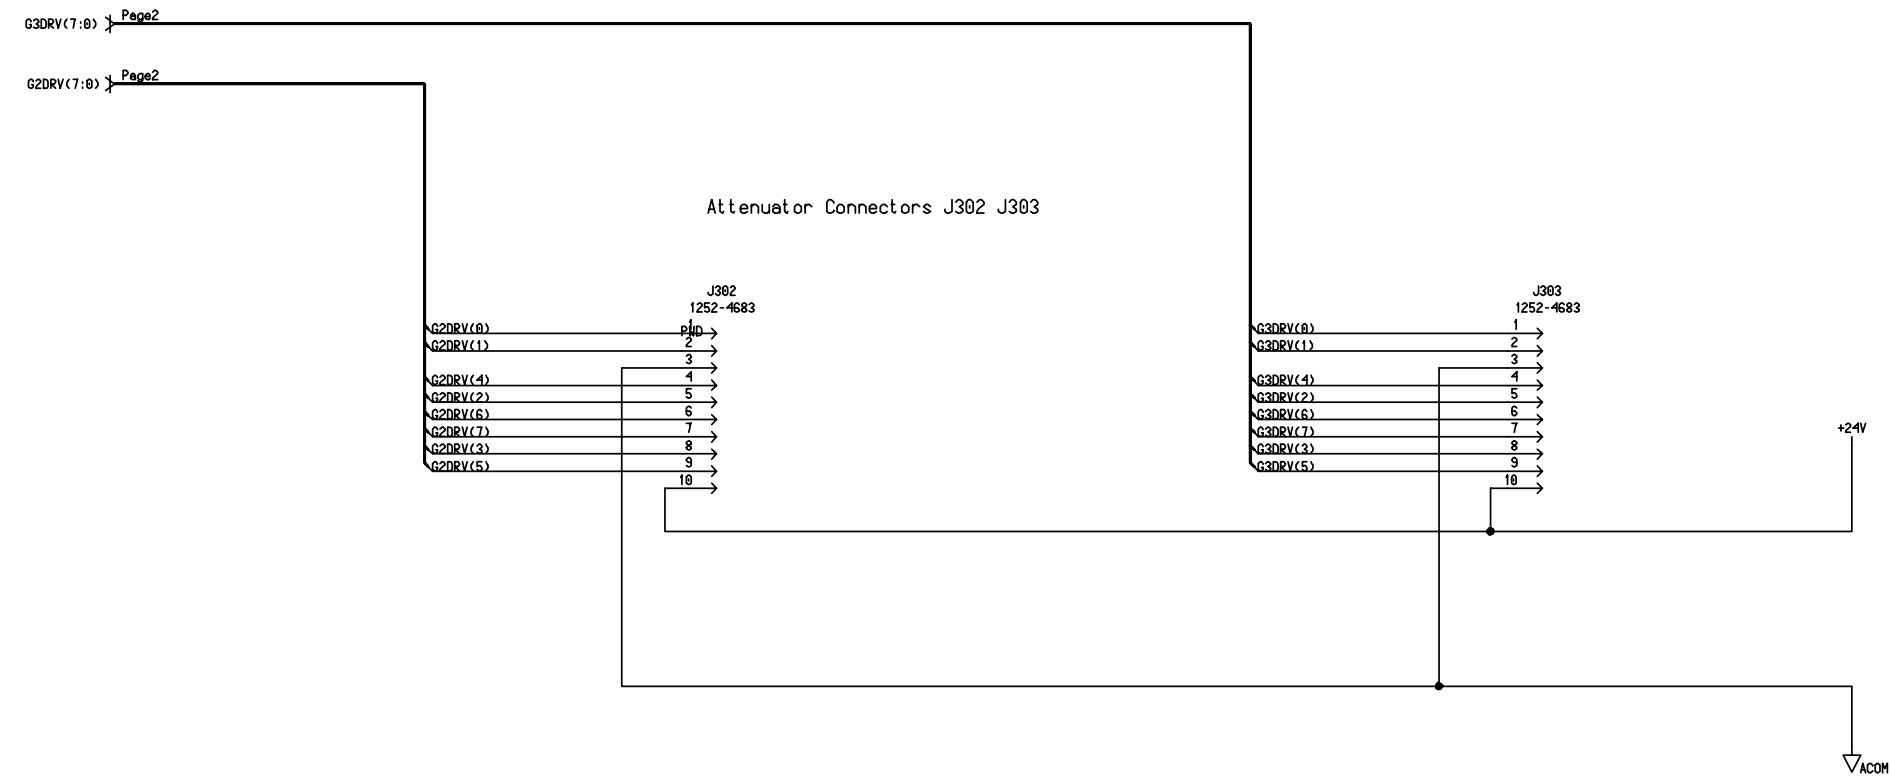 G3DRV(7:0) Page2
G2DRV(7:0) Page2
Attenuator Connectors J302 J303
J302
1252-4683
G2DRV(0) 1
PWD
G2DRV(1) 2
3
G2DRV(4) 4
G2DRV(2) 5
G2DRV(6) 6
G2DRV(7) 7
G2DRV(3) 8
G2DRV(5) 9
10
J303
1252-4683
G3DRV(0) 1
G3DRV(1) 2
3
G3DRV(4) 4
G3DRV(2) 5
G3DRV(6) 6
G3DRV(7) 7
G3DRV(3) 8
G3DRV(5) 9
10
+24V
ACOM